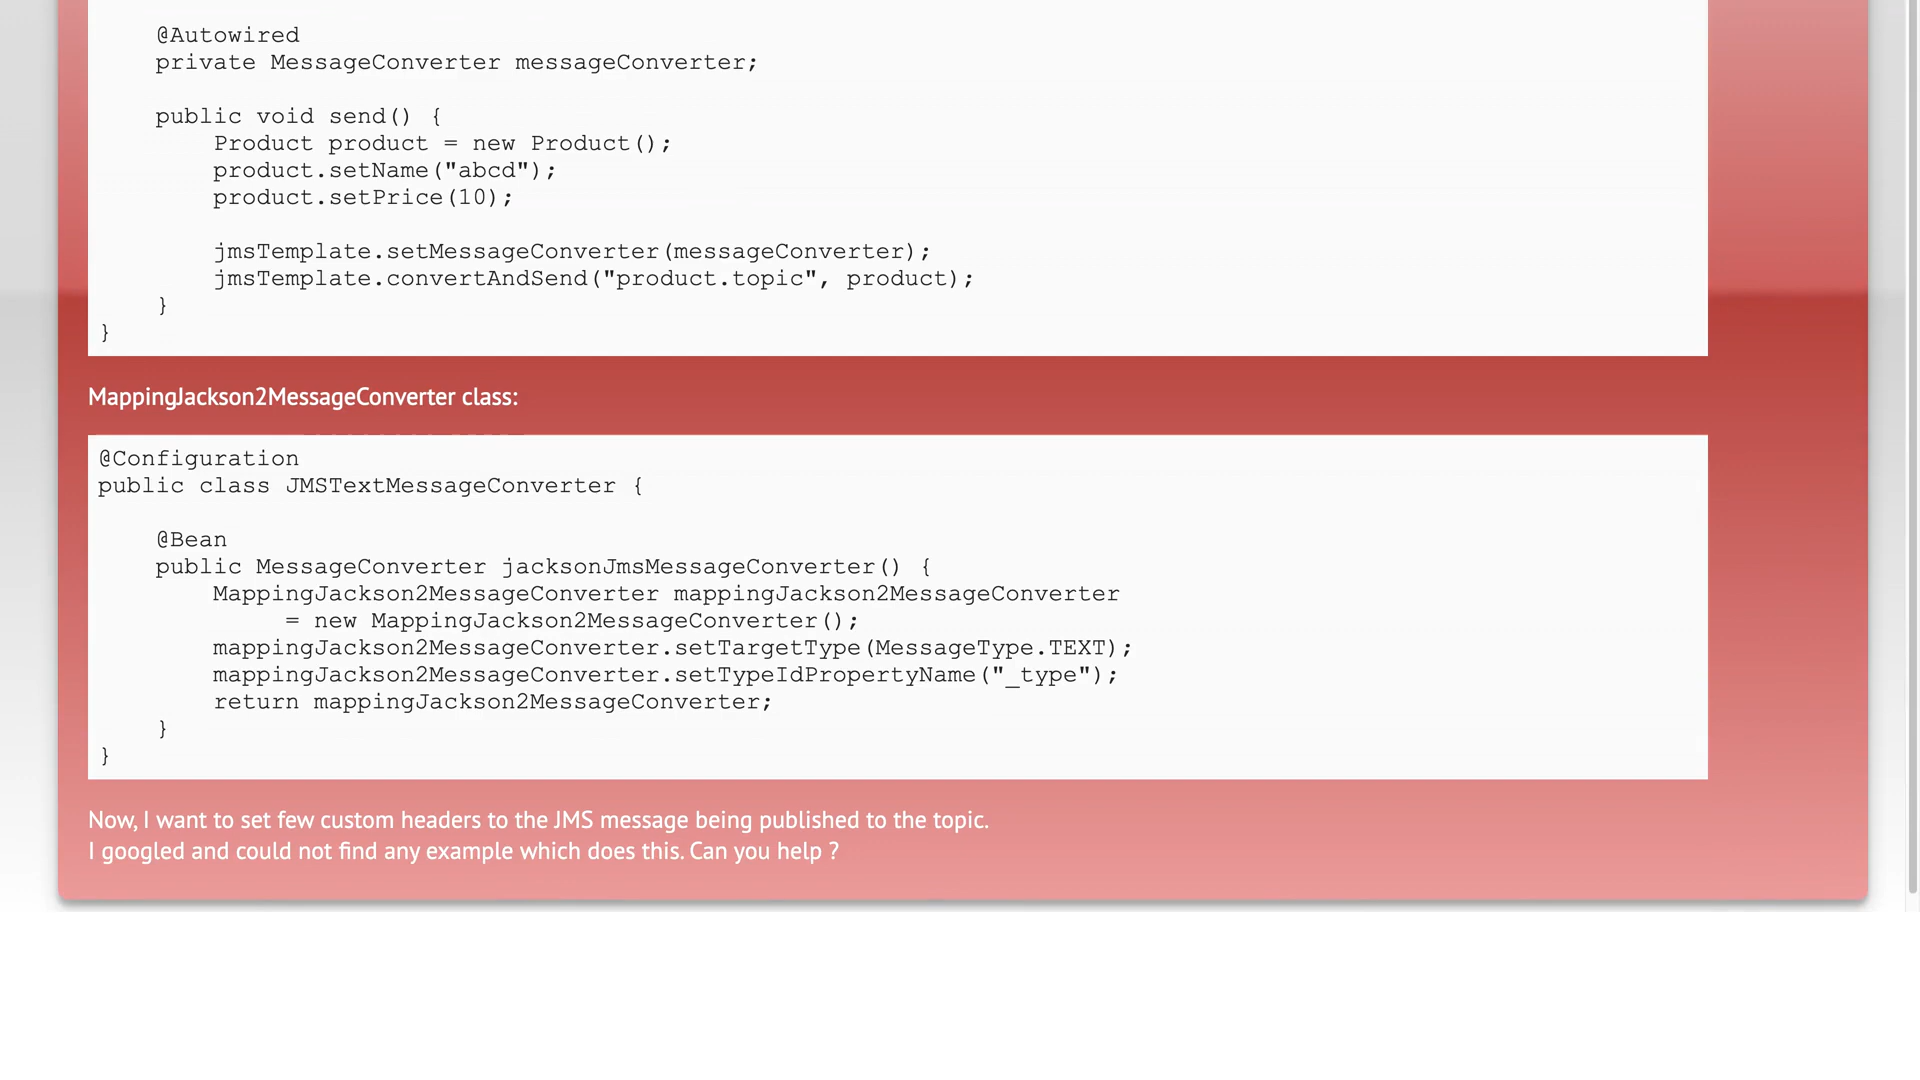 @Autowired
private MessageConverter messageConverter;
public void send() {
Product product = new Product();
product.setName("abcd");
product.setPrice(10);
jmsTemplate.setMessageConverter(messageConverter);
jmsTemplate.convertAndSend("product.topic", product);
}
}
MappingJackson2MessageConverter class:
@Configuration
public class JMSTextMessageConverter {
@Bean
public MessageConverter jacksonJmsMessageConverter() {
MappingJackson2MessageConverter mappingJackson2MessageConverter
= new MappingJackson2MessageConverter();
mappingJackson2MessageConverter.setTargetType(MessageType.TEXT);
mappingJackson2MessageConverter.setTypeIdPropertyName("_type");
return mappingJackson2MessageConverter;
}
}
Now, I want to set few custom headers to the JMS message being published to the topic.
I googled and could not find any example which does this. Can you help ?